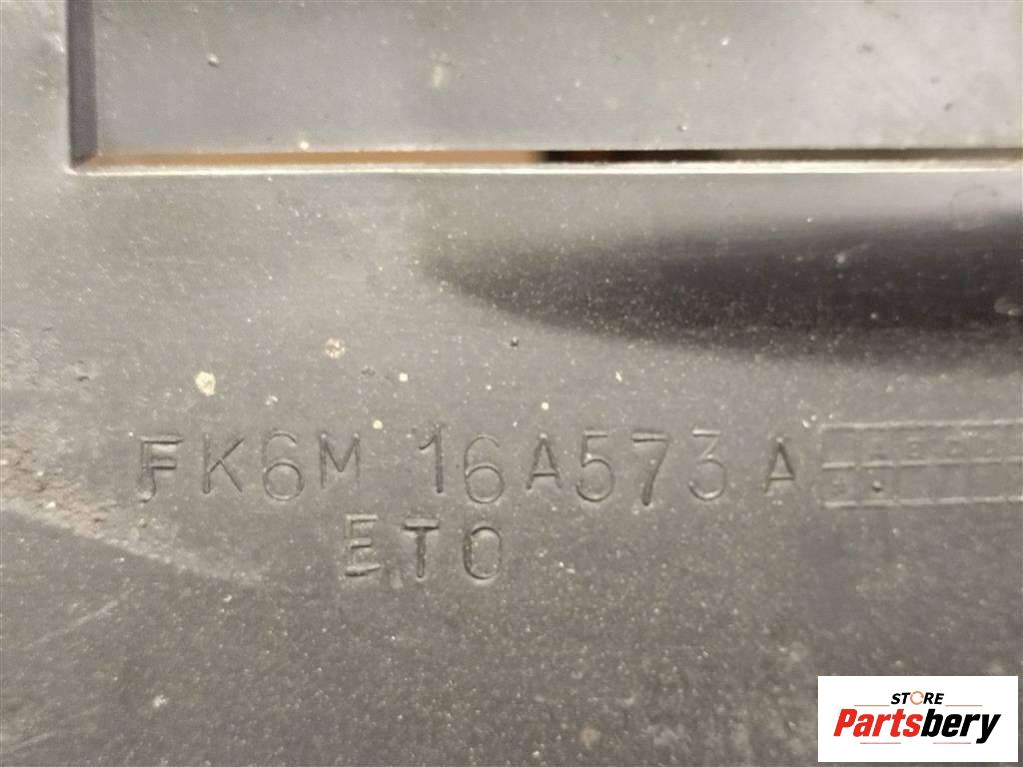 FK6M 16A573 A
ETO
STORE
Partsbery